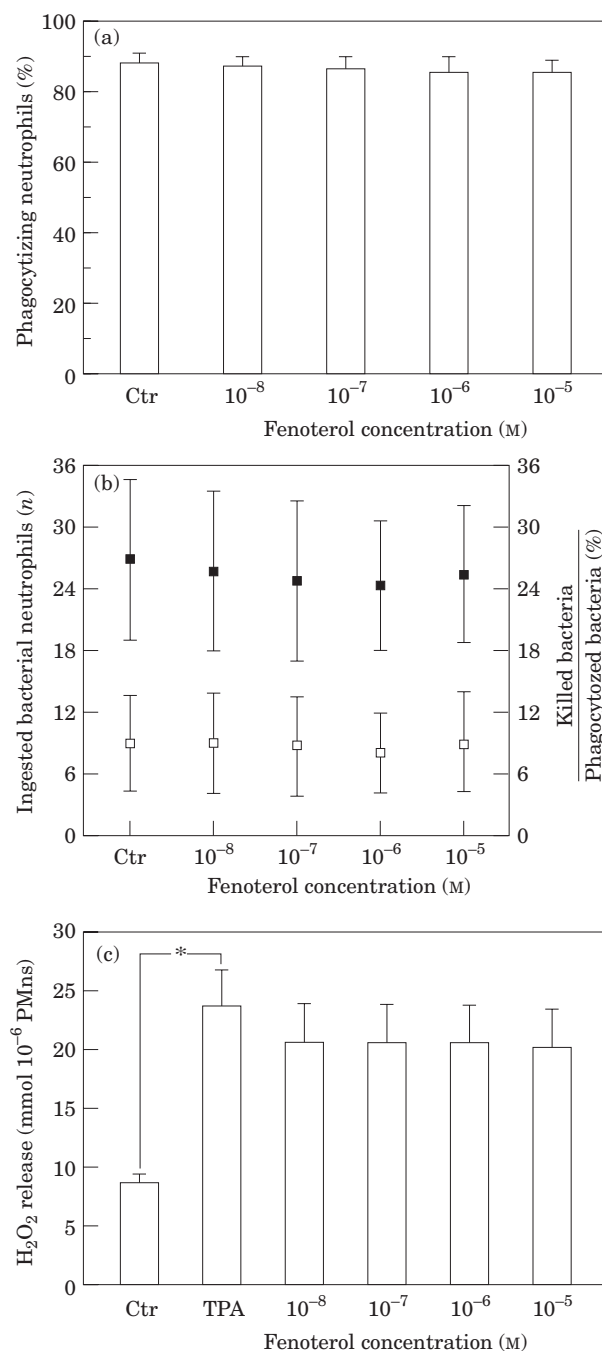 (a)
Phagocytizing neutrophils (%)
100
80
60
40
20
0
Ctr 10⁻⁸ 10⁻⁷ 10⁻⁶ 10⁻⁵
Fenoterol concentration (M)
(b)
Ingested bacterial neutrophils (n)
36
30
24
18
12
6
0
36
30
24
18
12
6
0
Killed bacteria
Phagocytozed bacteria (%)
Ctr 10⁻⁸ 10⁻⁷ 10⁻⁶ 10⁻⁵
Fenoterol concentration (M)
(c)
*
H₂O₂ release (mmol 10⁻⁶ PMns)
30
25
20
15
10
5
0
Ctr TPA 10⁻⁸ 10⁻⁷ 10⁻⁶ 10⁻⁵
Fenoterol concentration (M)